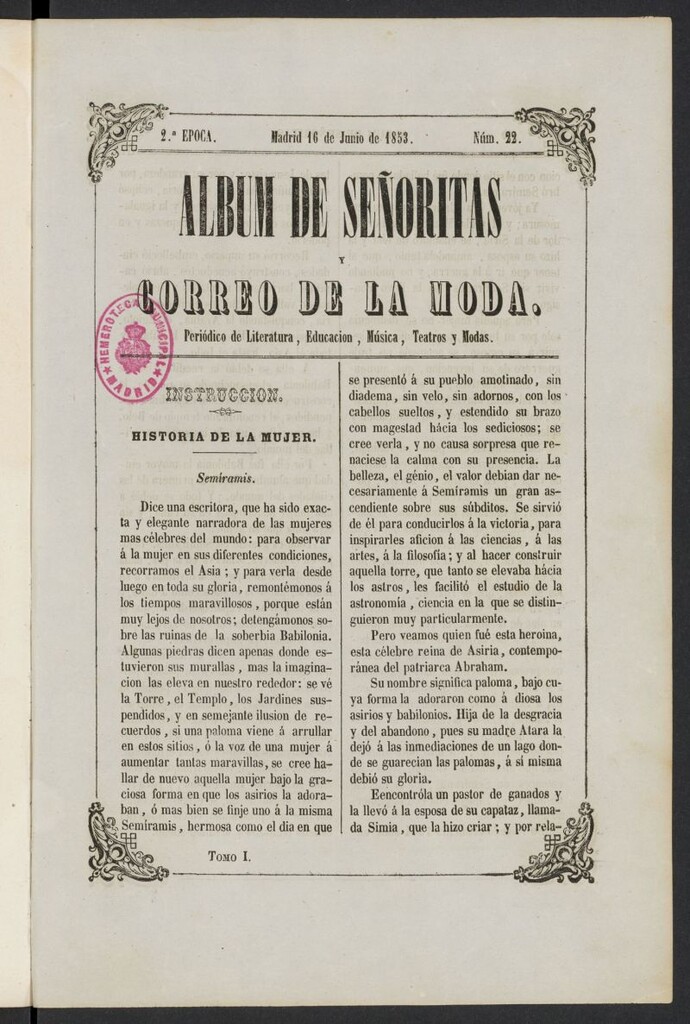 2.ª EPOCA. Madrid 16 de Junio de 1853. Núm. 22.
ALBUM DE SEÑORITAS
Y
CORREO DE LA MODA.
Periódico de Literatura, Educacion, Música, Teatros y Modas.
HEMEROTECA MUNICIPAL
MADRID
INSTRUCCION.
HISTORIA DE LA MUJER.
Semíramis.
Dice una escritora, que ha sido exac-
ta y elegante narradora de las mujeres
mas célebres del mundo: para observar
á la mujer en sus diferentes condiciones,
recorramos el Asia; y para verla desde
luego en toda su gloria, remontémonos á
los tiempos maravillosos, porque están
muy lejos de nosotros; detengámonos so-
bre las ruinas de la soberbia Babilonia.
Algunas piedras dicen apenas donde es-
tuvieron sus murallas, mas la imagina-
cion las eleva en nuestro rededor: se vé
la Torre, el Templo, los Jardines sus-
pendidos, y en semejante ilusion de re-
cuerdos, si una paloma viene á arrullar
en estos sitios, ó la voz de una mujer á
aumentar tantas maravillas, se cree ha-
llar de nuevo aquella mujer bajo la gra-
ciosa forma en que los asirios la adora-
ban, ó mas bien se finje uno á la misma
Semíramis, hermosa como el dia en que
se presentó á su pueblo amotinado, sin
diadema, sin velo, sin adornos, con los
cabellos sueltos, y estendido su brazo
con magestad hácia los sediciosos; se
cree verla, y no causa sorpresa que re-
naciese la calma con su presencia. La
belleza, el génio, el valor debian dar ne-
cesariamente á Semíramis un gran as-
cendiente sobre sus súbditos. Se sirvió
de él para conducirlos á la victoria, para
inspirarles aficion á las ciencias, á las
artes, á la filosofía; y al hacer construir
aquella torre, que tanto se elevaba hácia
los astros, les facilitó el estudio de la
astronomía, ciencia en la que se distin-
guieron muy particularmente.
Pero veamos quien fué esta heroina,
esta célebre reina de Asiria, contempo-
ránea del patriarca Abraham.
Su nombre significa paloma, bajo cu-
ya forma la adoraron como á diosa los
asirios y babilonios. Hija de la desgracia
y del abandono, pues su madre Atara la
dejó á las inmediaciones de un lago don-
de se guarecian las palomas, á sí misma
debió su gloria.
Eencontróla un pastor de ganados y
la llevó á la esposa de su capataz, llama-
da Simia, que la hizo criar; y por rela-
TOMO I.